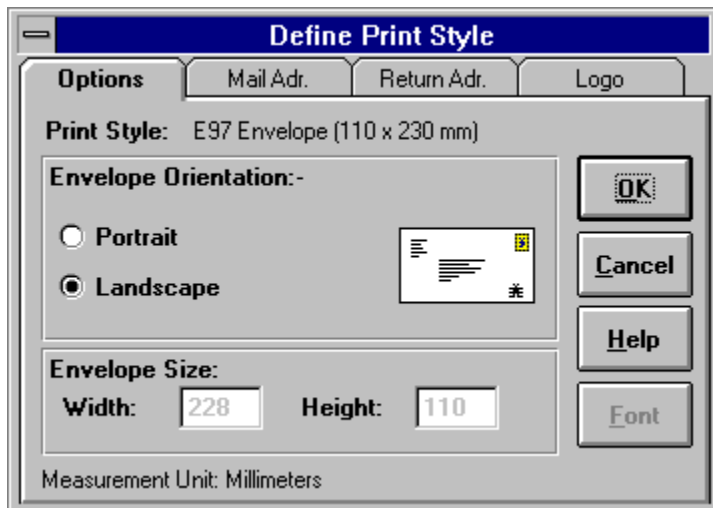 Define Print Style
Options Mail Adr. Return Adr. Logo
Print Style: E97 Envelope (110 x 230 mm)
Envelope Orientation:-
Portrait
Landscape
OK
Cancel
Help
Font
Envelope Size:
Width: 228 Height: 110
Measurement Unit: Millimeters